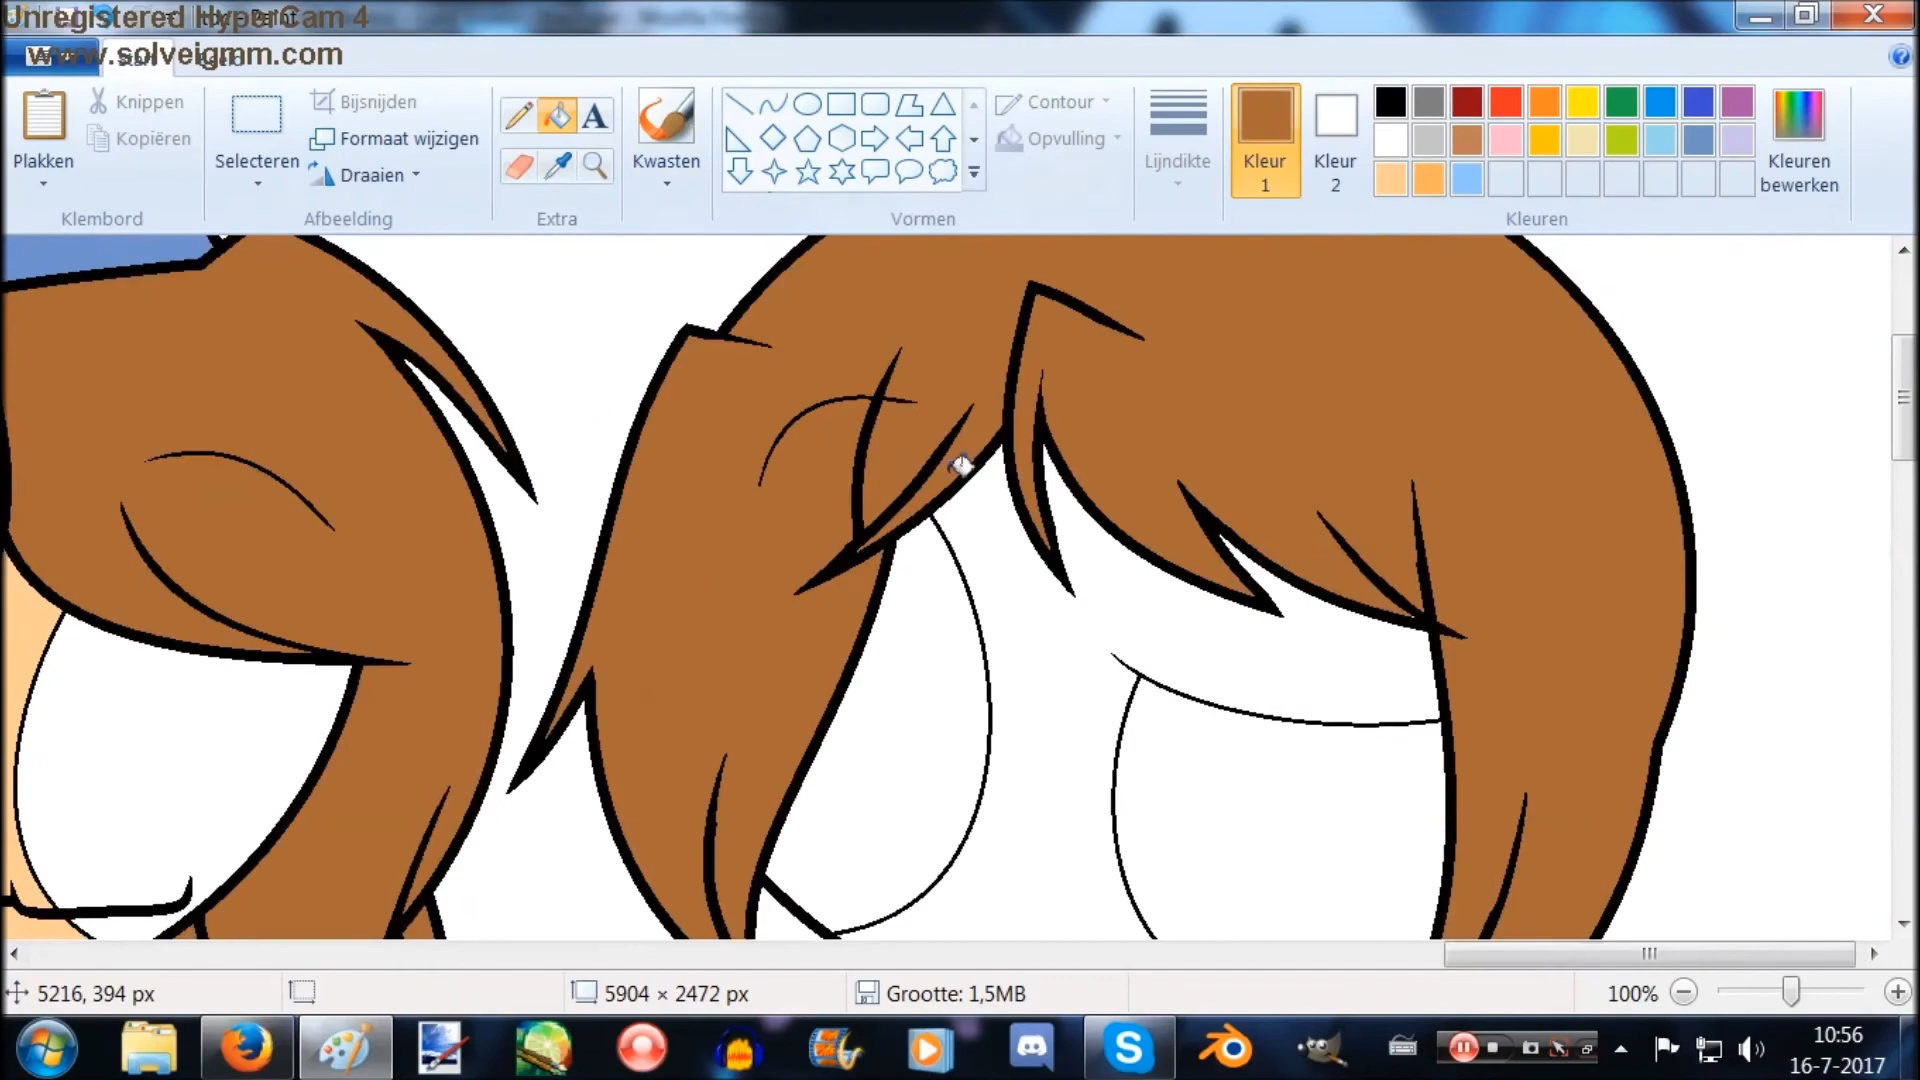 Unregistered HyperCam 4
www.solveigmm.com
Plakken
Knippen
Kopiëren
Klembord
Selecteren
Bijsnijden
Formaat wijzigen
Draaien
Afbeelding
A
Extra
Kwasten
Contour
Opvulling
Vormen
Lijndikte
Kleur 1
Kleur 2
Kleuren bewerken
Kleuren
5216, 394 px
5904 × 2472 px
Grootte: 1,5MB
100%
10:56
16-7-2017